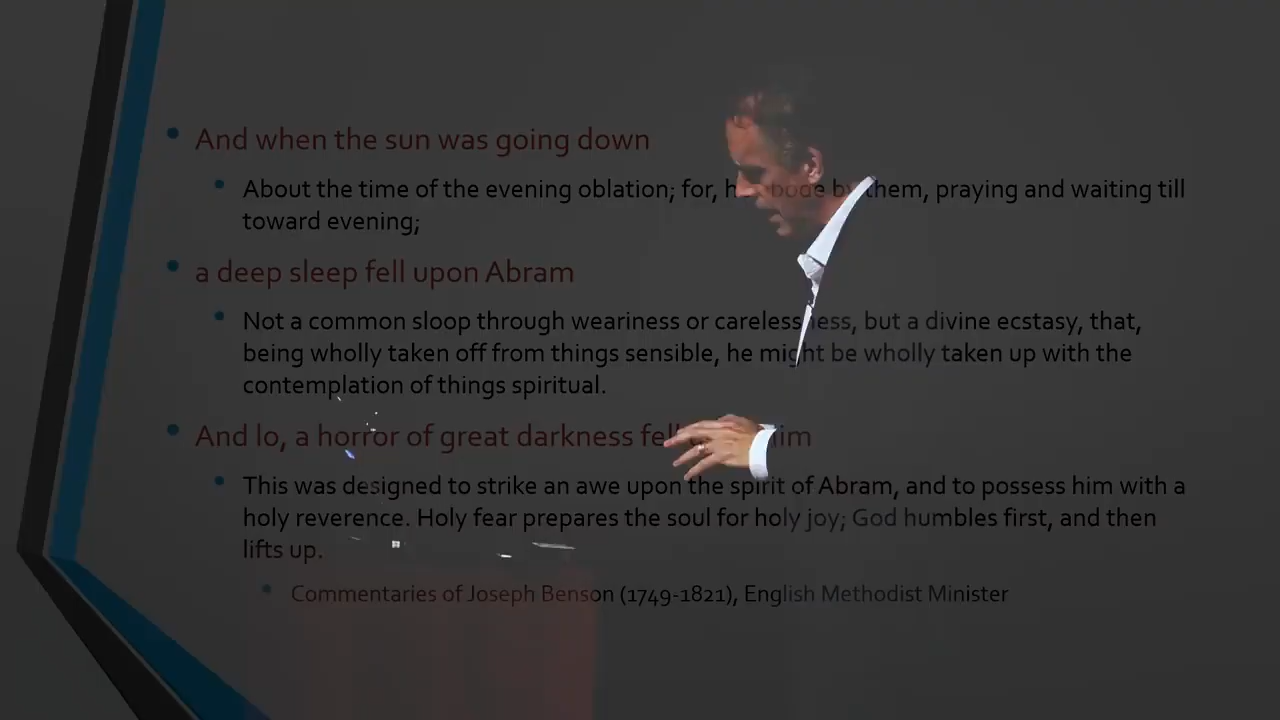 And when the sun was going down
About the time of the evening oblation; for, he abode by them, praying and waiting till
toward evening;
a deep sleep fell upon Abram
Not a common sloop through weariness or carelessness, but a divine ecstasy, that,
being wholly taken off from things sensible, he might be wholly taken up with the
contemplation of things spiritual.
And lo, a horror of great darkness fell him
This was designed to strike an awe upon the spirit of Abram, and to possess him with a
holy reverence. Holy fear prepares the soul for holy joy; God humbles first, and then
lifts up.
Commentaries of Joseph Benson (1749-1821), English Methodist Minister